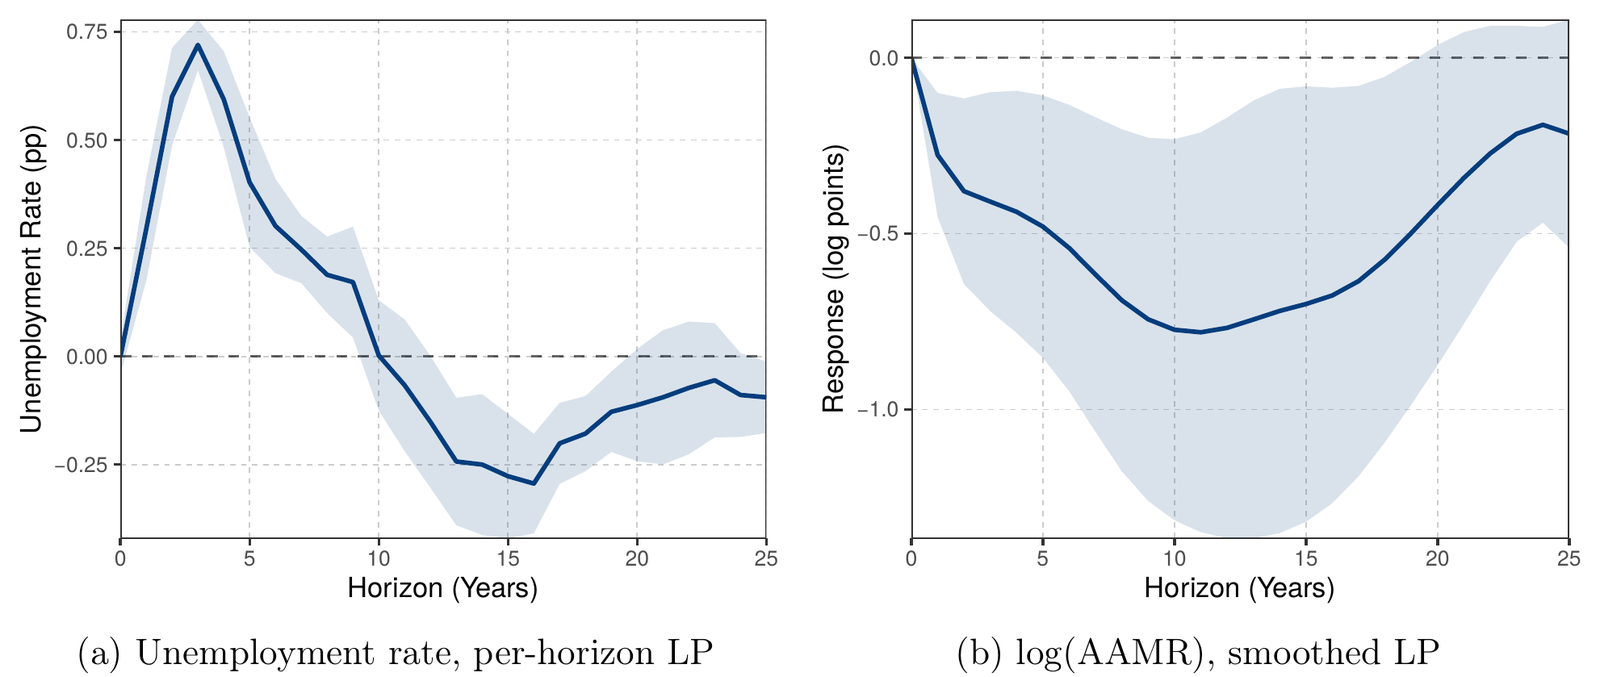 0.75
0.50
0.25
0.00
−0.25
Unemployment Rate (pp)
0 5 10 15 20 25
Horizon (Years)
(a) Unemployment rate, per-horizon LP
0.0
−0.5
−1.0
Response (log points)
0 5 10 15 20 25
Horizon (Years)
(b) log(AAMR), smoothed LP